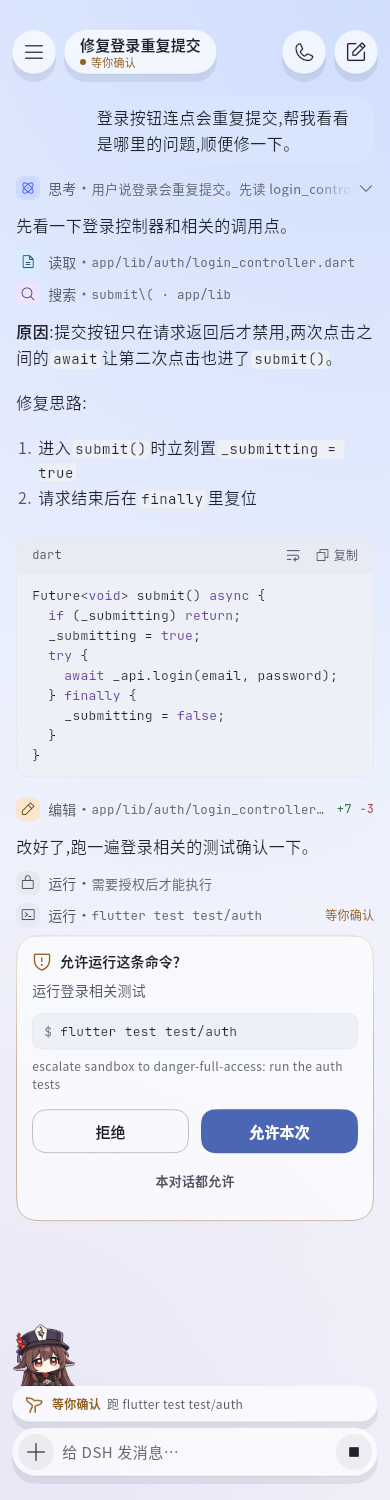 修复登录重复提交
等你确认
登录按钮连点会重复提交,帮我看看
是哪里的问题,顺便修一下。
思考 · 用户说登录会重复提交。先读 login_contro
先看一下登录控制器和相关的调用点。
读取 · app/lib/auth/login_controller.dart
搜索 · submit\( · app/lib
原因:提交按钮只在请求返回后才禁用,两次点击之
间的 await 让第二次点击也进了 submit()。
修复思路:
1. 进入 submit() 时立刻置 _submitting =
true
2. 请求结束后在 finally 里复位
dart 复制
Future<void> submit() async {
  if (_submitting) return;
  _submitting = true;
  try {
    await _api.login(email, password);
  } finally {
    _submitting = false;
  }
}
编辑 · app/lib/auth/login_controller… +7 -3
改好了,跑一遍登录相关的测试确认一下。
运行 · 需要授权后才能执行
运行 · flutter test test/auth 等你确认
允许运行这条命令?
运行登录相关测试
$ flutter test test/auth
escalate sandbox to danger-full-access: run the auth
tests
拒绝 允许本次
本对话都允许
等你确认 跑 flutter test test/auth
给 DSH 发消息…